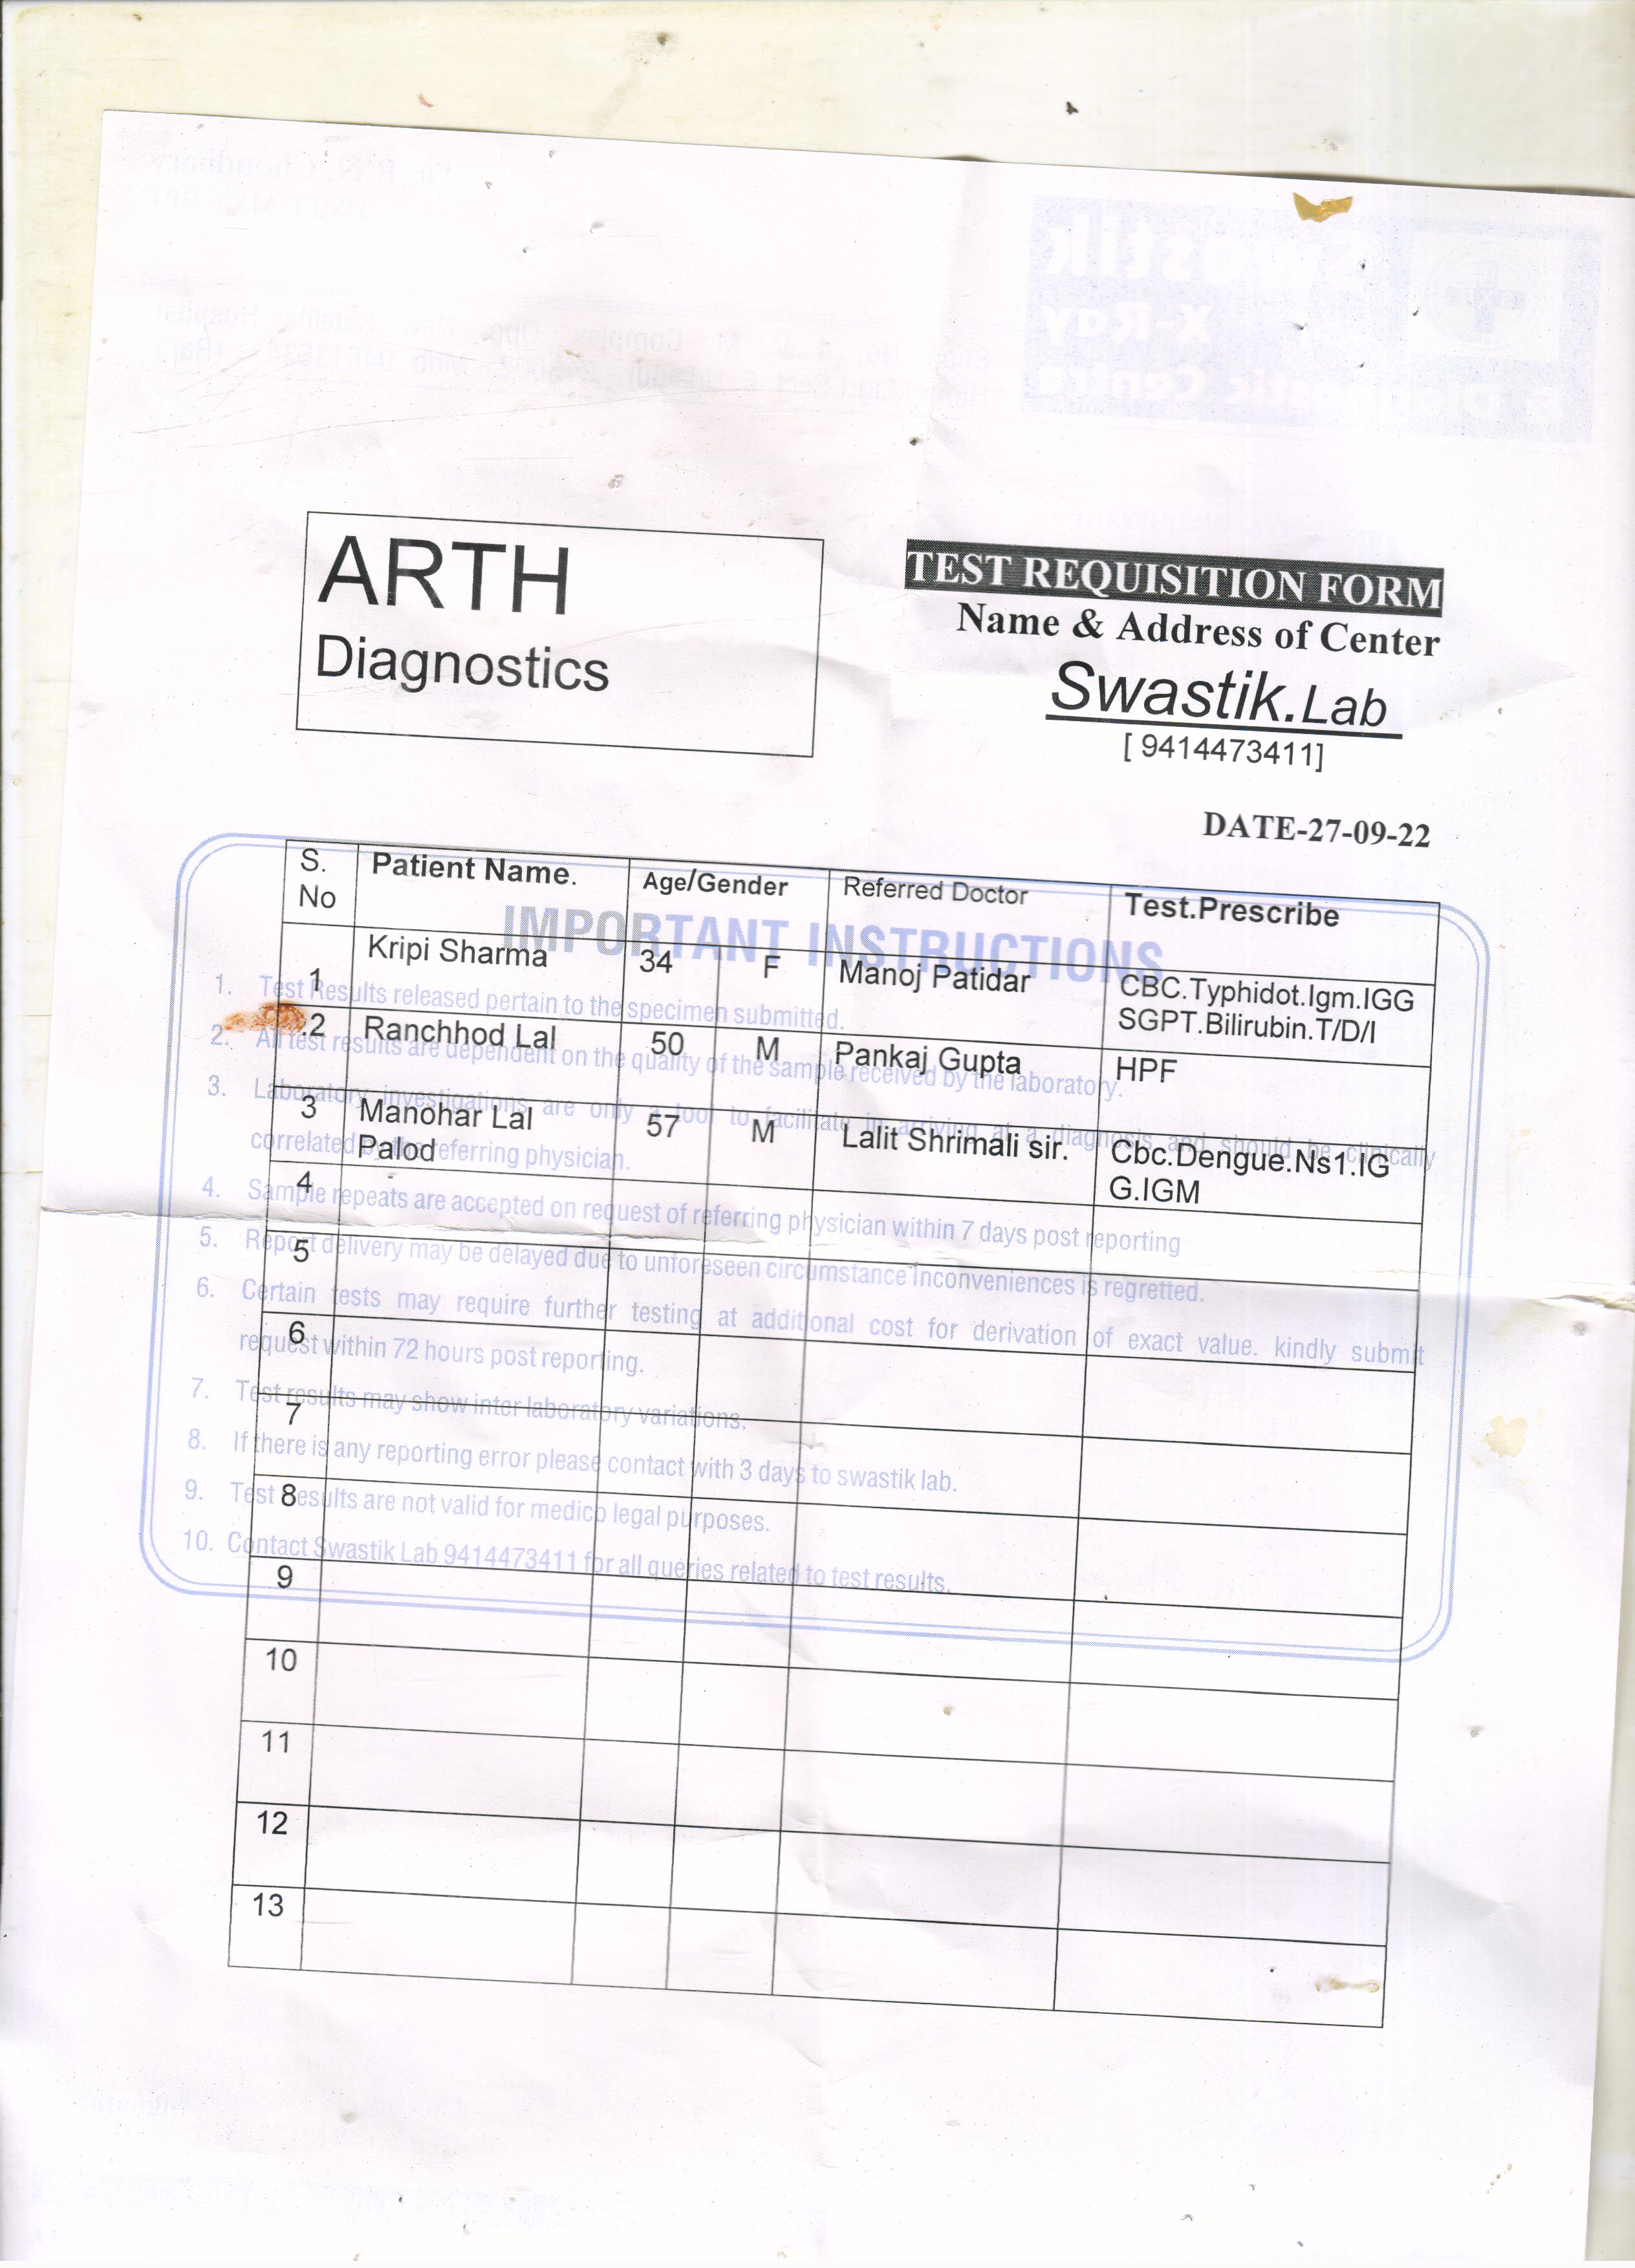 ARTH
Diagnostics
TEST REQUISITION FORM
Name & Address of Center
Swastik.Lab
[ 9414473411]
DATE-27-09-22
S. No Patient Name. Age/Gender Referred Doctor Test.Prescribe
1 Kripi Sharma 34 F Manoj Patidar CBC.Typhidot.Igm.IGG
SGPT.Bilirubin.T/D/I
.2 Ranchhod Lal 50 M Pankaj Gupta HPF
3 Manohar Lal Palod 57 M Lalit Shrimali sir. Cbc.Dengue.Ns1.IG
G.IGM
4
5
6
7
8
9
10
11
12
13
IMPORTANT INSTRUCTIONS
1. Test Results released pertain to the specimen submitted.
2. All test results are dependent on the quality of the sample received by the laboratory.
3. Laboratory investigations are only a tool to facilitate in arriving at a diagnosis and should be clinically
correlated by the referring physician.
4. Sample repeats are accepted on request of referring physician within 7 days post reporting
5. Report delivery may be delayed due to unforeseen circumstance Inconveniences is regretted.
6. Certain tests may require further testing at additional cost for derivation of exact value. kindly submit
request within 72 hours post reporting.
7. Test results may show inter laboratory variations.
8. If there is any reporting error please contact with 3 days to swastik lab.
9. Test Results are not valid for medico legal purposes.
10. Contact Swastik Lab 9414473411 for all queries related to test results.
Swastik
X-Ray
& Diagnostic Centre